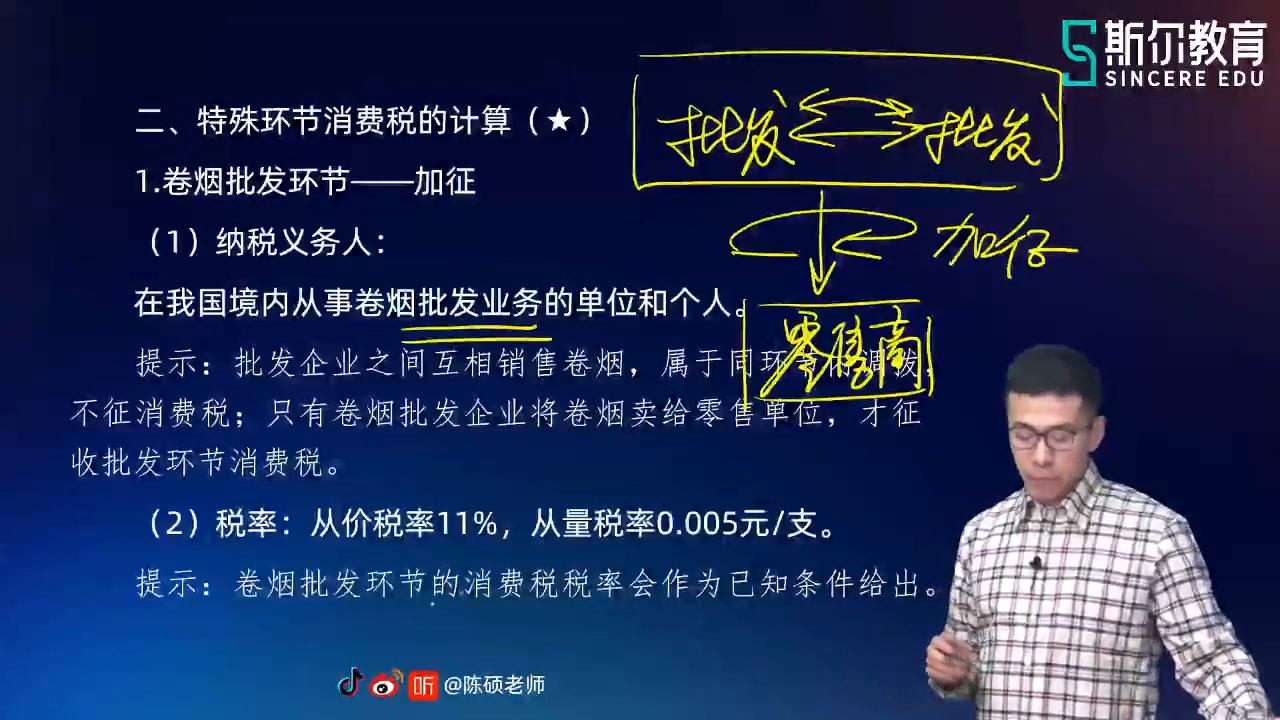 斯尔教育
SINCERE EDU
二、特殊环节消费税的计算（★）
批发 批发
1.卷烟批发环节——加征
（1）纳税义务人：
加征
在我国境内从事卷烟批发业务的单位和个人。
零售商
提示：批发企业之间互相销售卷烟，属于同环节的调拨，
不征消费税；只有卷烟批发企业将卷烟卖给零售单位，才征
收批发环节消费税。
（2）税率：从价税率11%，从量税率0.005元/支。
提示：卷烟批发环节的消费税税率会作为已知条件给出。
听 @陈硕老师